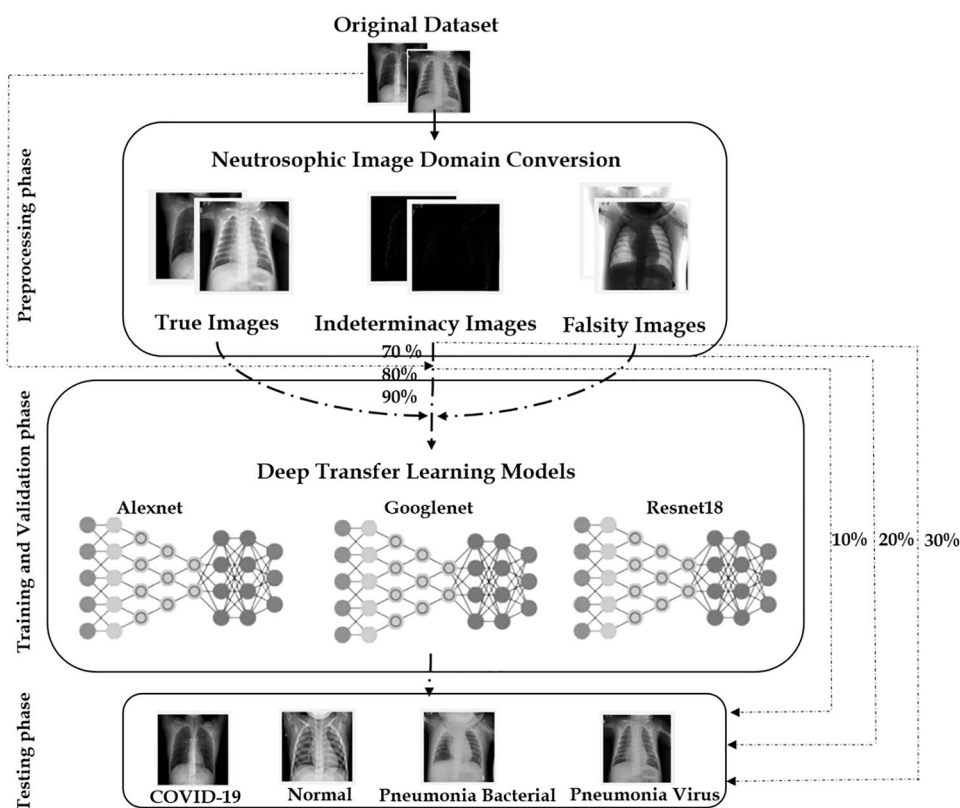 Original Dataset
Preprocessing phase
Neutrosophic Image Domain Conversion
True Images
Indeterminacy Images
Falsity Images
70 %
80%
90%
Training and Validation phase
Deep Transfer Learning Models
Alexnet
Googlenet
Resnet18
10%
20%
30%
Testing phase
COVID-19
Normal
Pneumonia Bacterial
Pneumonia Virus